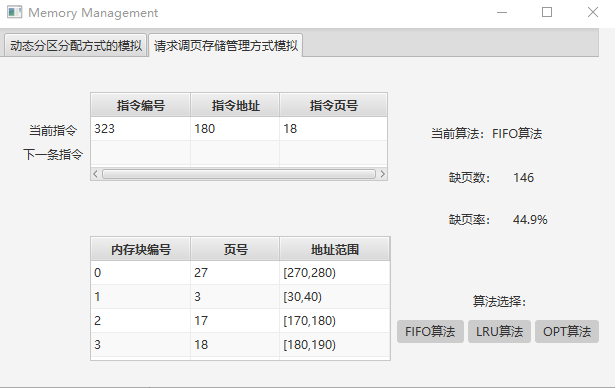 Memory Management
动态分区分配方式的模拟 请求调页存储管理方式模拟
指令编号 指令地址 指令页号
当前指令 323 180 18
下一条指令
当前算法: FIFO算法
缺页数: 146
缺页率: 44.9%
内存块编号 页号 地址范围
0 27 [270,280)
1 3 [30,40)
2 17 [170,180)
3 18 [180,190)
算法选择:
FIFO算法 LRU算法 OPT算法